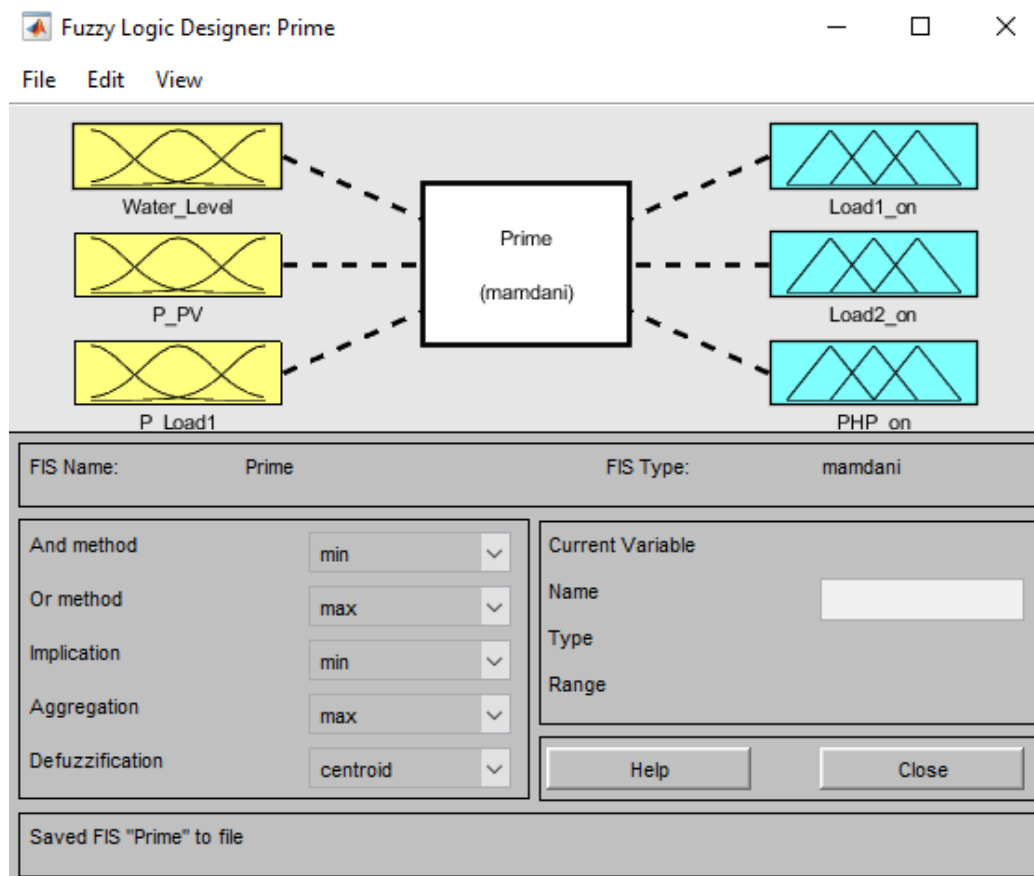 Fuzzy Logic Designer: Prime
File Edit View
Water_Level
P_PV
P_Load1
Prime
(mamdani)
Load1_on
Load2_on
PHP_on
FIS Name: Prime FIS Type: mamdani
And method min
Or method max
Implication min
Aggregation max
Defuzzification centroid
Current Variable
Name
Type
Range
Help Close
Saved FIS "Prime" to file